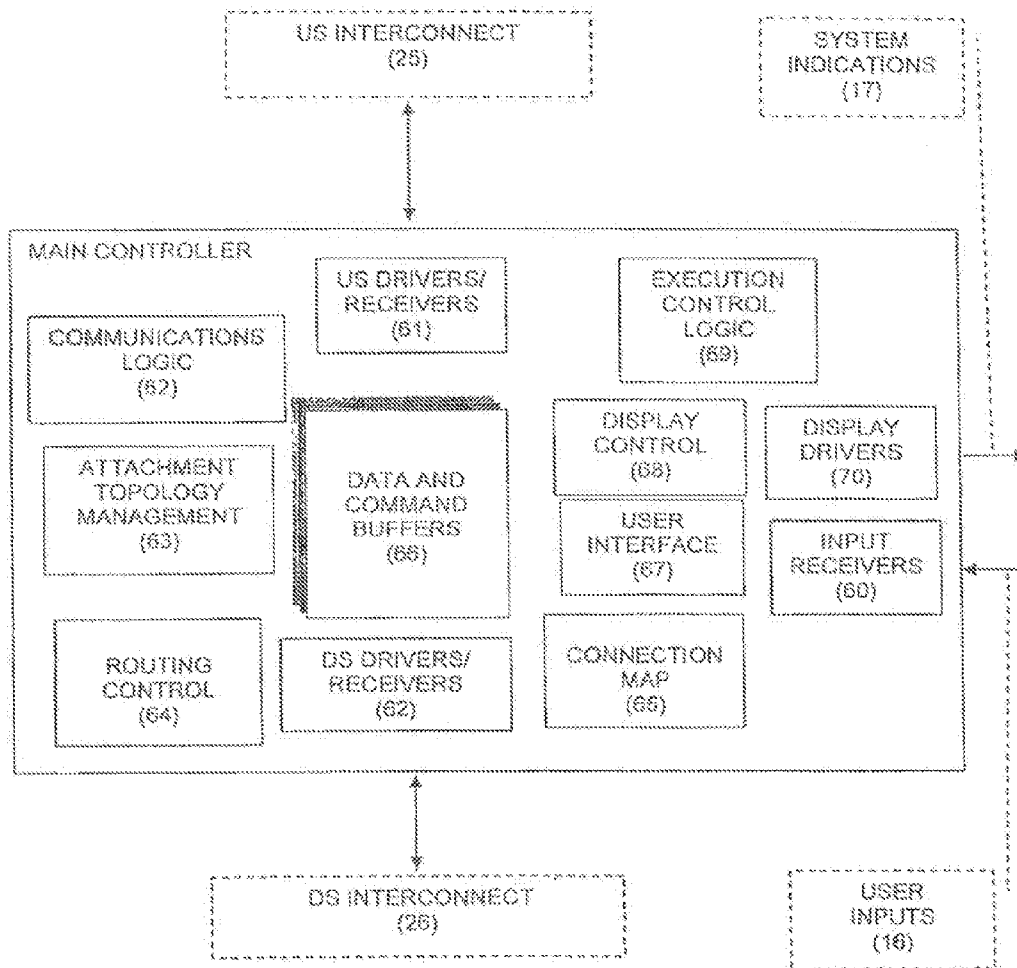 US INTERCONNECT
(25)
SYSTEM
INDICATIONS
(17)
MAIN CONTROLLER
US DRIVERS/
RECEIVERS
(61)
EXECUTION
CONTROL
LOGIC
(69)
COMMUNICATIONS
LOGIC
(62)
DISPLAY
CONTROL
(68)
DISPLAY
DRIVERS
(70)
ATTACHMENT
TOPOLOGY
MANAGEMENT
(63)
DATA AND
COMMAND
BUFFERS
(66)
USER
INTERFACE
(67)
INPUT
RECEIVERS
(60)
ROUTING
CONTROL
(64)
DS DRIVERS/
RECEIVERS
(62)
CONNECTION
MAP
DS INTERCONNECT
(26)
USER
INPUTS
(16)